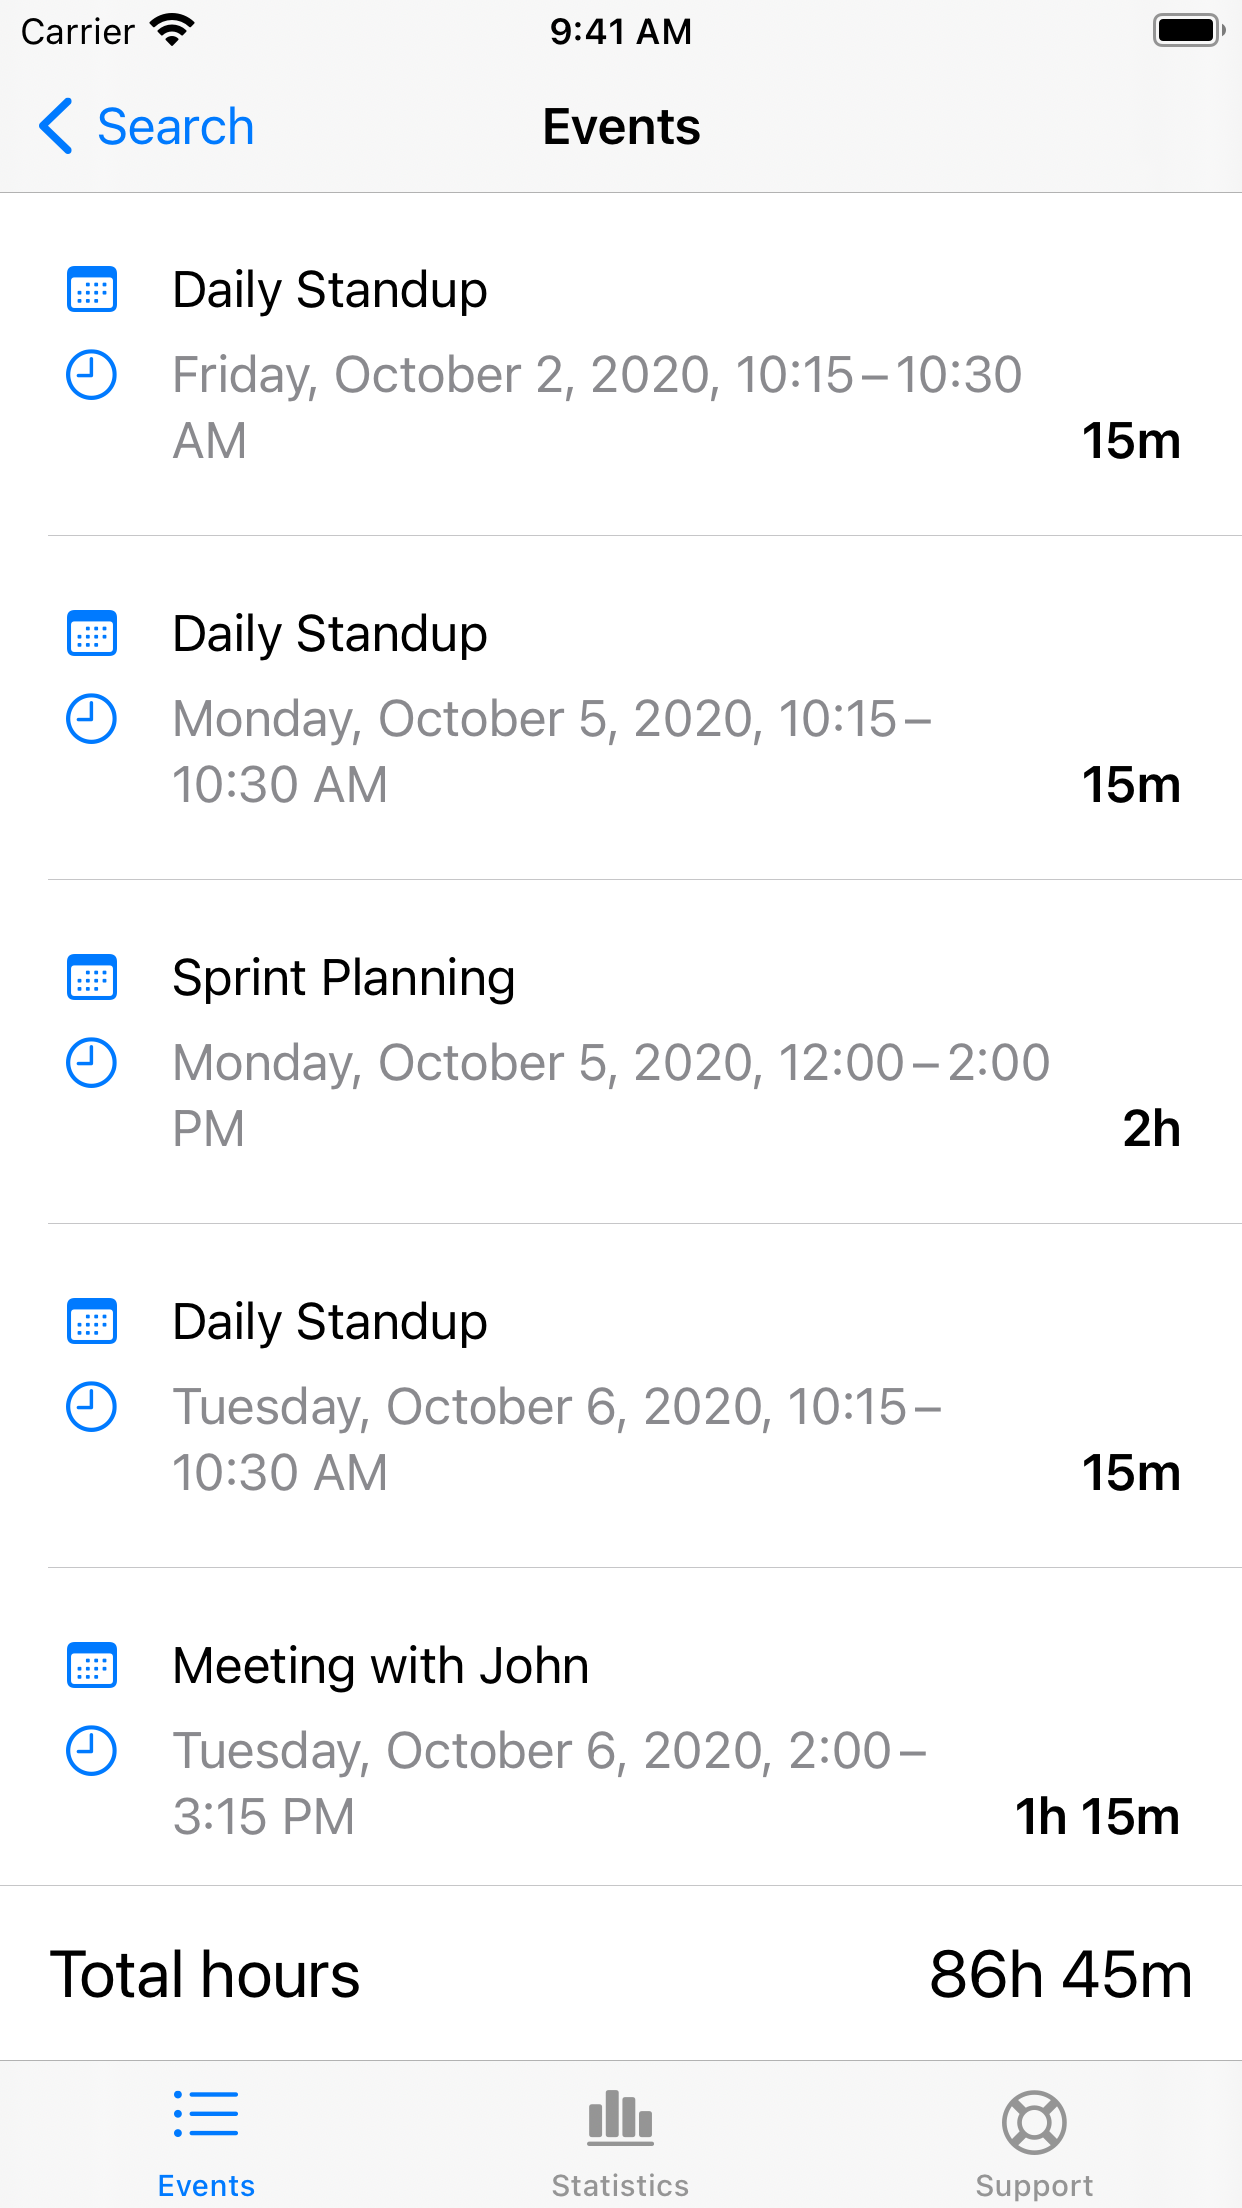 Carrier 9:41 AM
Search Events
Daily Standup
Friday, October 2, 2020, 10:15 – 10:30
AM 15m
Daily Standup
Monday, October 5, 2020, 10:15 –
10:30 AM 15m
Sprint Planning
Monday, October 5, 2020, 12:00 – 2:00
PM 2h
Daily Standup
Tuesday, October 6, 2020, 10:15 –
10:30 AM 15m
Meeting with John
Tuesday, October 6, 2020, 2:00 –
3:15 PM 1h 15m
Total hours 86h 45m
Events Statistics Support